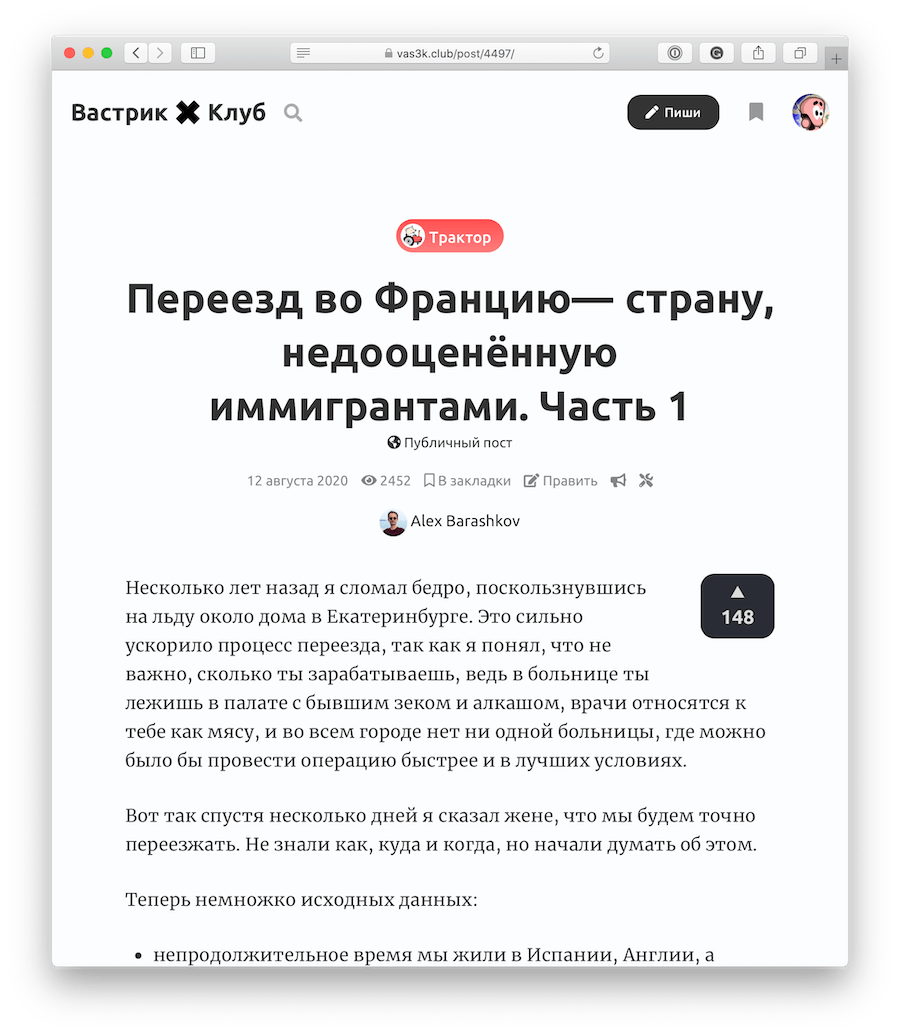 vas3k.club/post/4497/
Вастрик ✖ Клуб
Пиши
Трактор
Переезд во Францию— страну,
недооценённую
иммигрантами. Часть 1
Публичный пост
12 августа 2020 2452 В закладки Править
Alex Barashkov
148
Несколько лет назад я сломал бедро, поскользнувшись
на льду около дома в Екатеринбурге. Это сильно
ускорило процесс переезда, так как я понял, что не
важно, сколько ты зарабатываешь, ведь в больнице ты
лежишь в палате с бывшим зеком и алкашом, врачи относятся к
тебе как мясу, и во всем городе нет ни одной больницы, где можно
было бы провести операцию быстрее и в лучших условиях.
Вот так спустя несколько дней я сказал жене, что мы будем точно
переезжать. Не знали как, куда и когда, но начали думать об этом.
Теперь немножко исходных данных:
• непродолжительное время мы жили в Испании, Англии, а